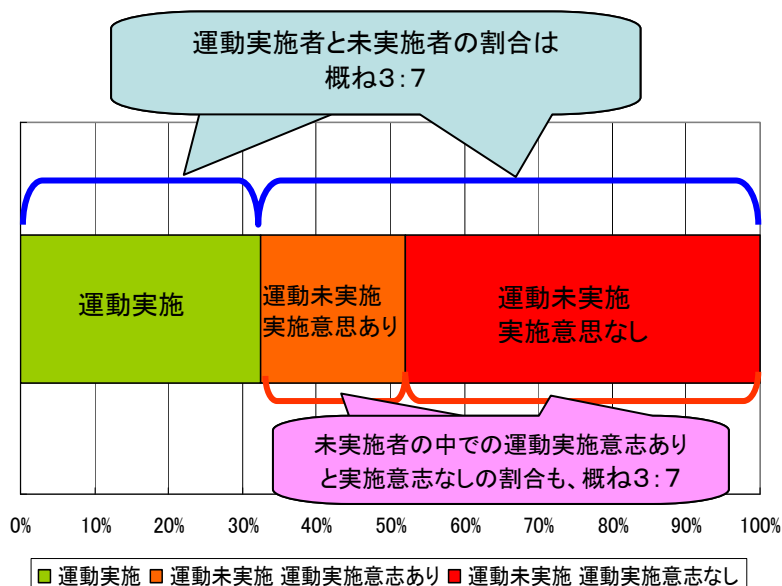 運動実施者と未実施者の割合は
概ね3:7
運動実施
運動未実施
実施意思あり
運動未実施
実施意思なし
未実施者の中での運動実施意志あり
と実施意志なしの割合も、概ね3:7
0% 10% 20% 30% 40% 50% 60% 70% 80% 90% 100%
運動実施 運動未実施 運動実施意志あり 運動未実施 運動実施意志なし